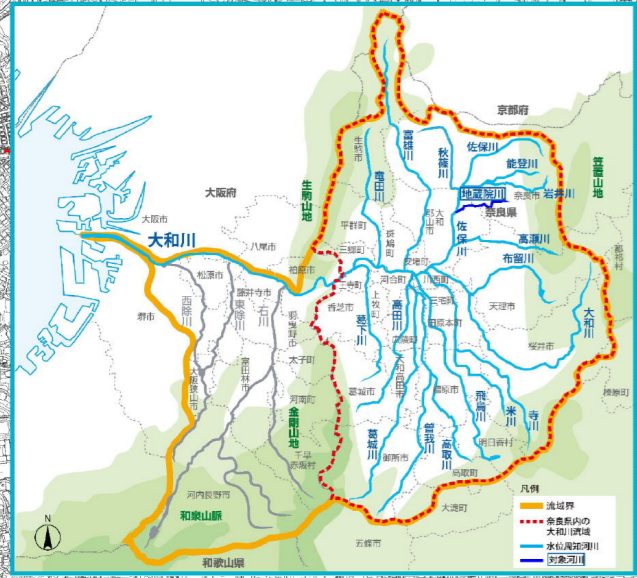 京都府
生駒市
富雄川
秋篠川
佐保川
能登川
竜田川
笠置山地
大阪府
生駒山地
地蔵院川
奈良市
岩井川
奈良県
大阪市
大和川
平群町
斑鳩町
大和
郡山市
佐保川
高瀬川
都祁村
八尾市
三郷町
安堵町
布留川
松原市
柏原市
王寺町
河合町
川西町
藤井寺市
香芝市
上牧町
三宅町
天理市
大和川
堺市
西除川
東除川
石川
羽曳野市
葛下川
高田川
田原本町
広陵町
桜井市
太子町
富田林市
大和高田市
大阪狭山市
葛城市
橿原市
飛鳥川
米川
寺川
榛原町
河南町
金剛山地
葛城川
曽我川
高取川
明日香村
千早
赤坂村
御所市
高取町
河内長野市
大淀町
和泉山脈
五條市
和歌山県
N
凡例
流域界
奈良県内の
大和川流域
水位周知河川
対象河川